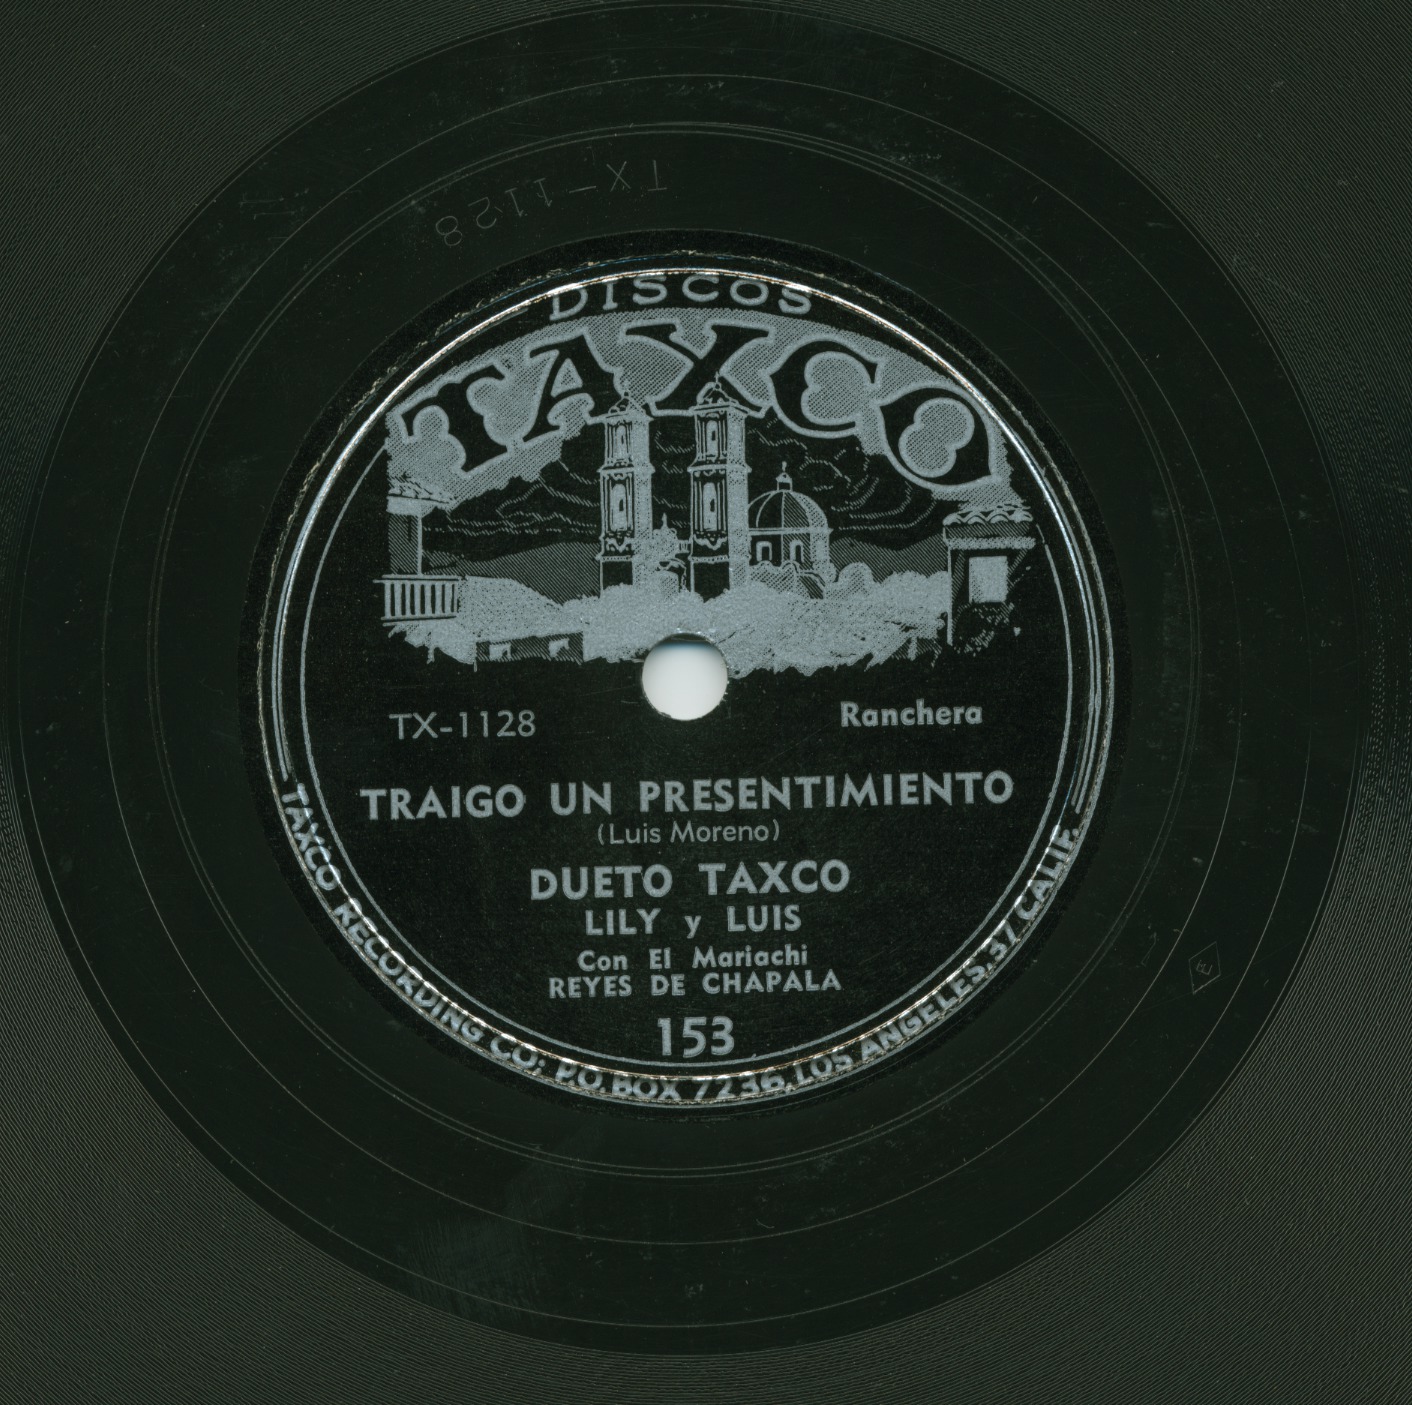 TX-1128
DISCOS
TAXCO
TX-1128
Ranchera
TRAIGO UN PRESENTIMIENTO
(Luis Moreno)
DUETO TAXCO
LILY y LUIS
Con El Mariachi
REYES DE CHAPALA
153
TAXCO RECORDING CO; P.O. BOX 7236, LOS ANGELES, 37, CALIF.